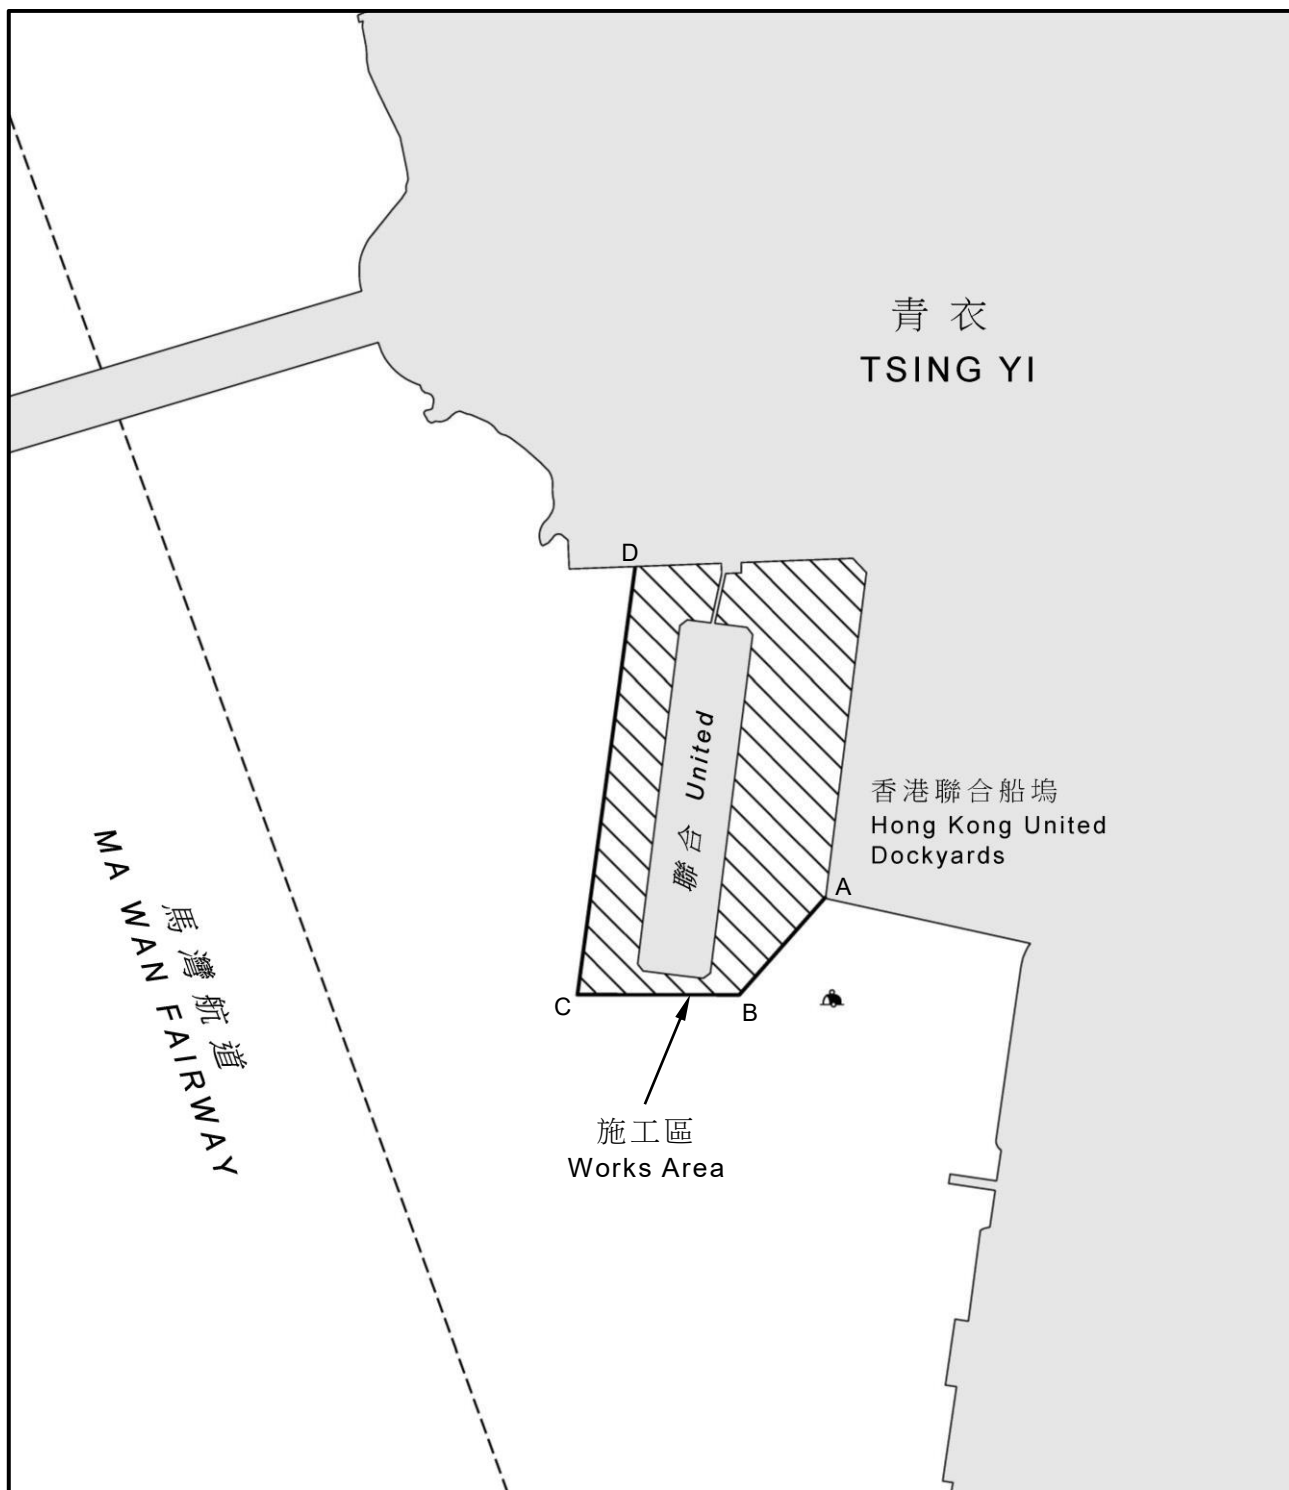 青衣
TSING YI
D
聯合 United
香港聯合船塢
Hong Kong United
Dockyards
A
馬灣航道
MA WAN FAIRWAY
C
B
施工區
Works Area